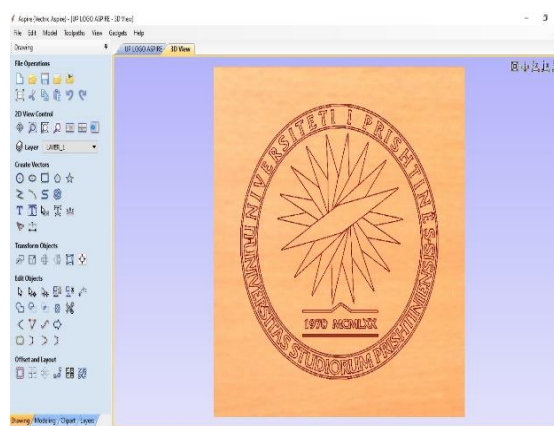 Aspire (Vectric Aspire) - [UP LOGO ASPIRE - 3D View]
File Edit Model Toolpaths View Gadgets Help
Drawing
UP LOGO ASPIRE
3D View
File Operations
2D View Control
Layer LAYER_1
Create Vectors
Transform Objects
Edit Objects
Offset and Layout
Drawing Modeling Clipart Layers
UNIVERSITETI I PRISHTINËS
1970 MCMLXX
UNIVERSITAS STUDIORUM PRISHTINIENSIS